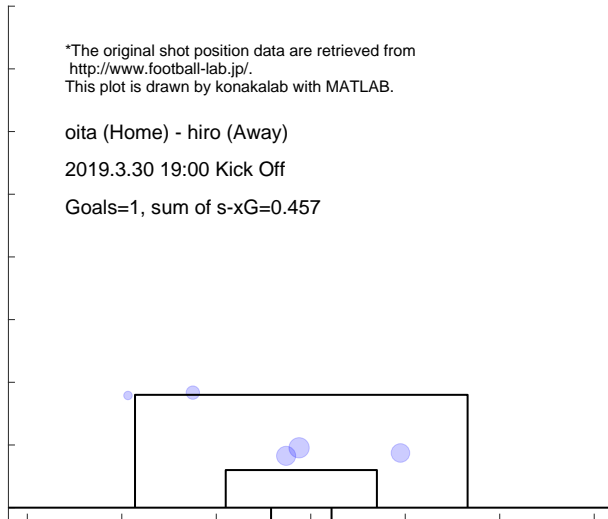 *The original shot position data are retrieved from
http://www.football-lab.jp/.
This plot is drawn by konakalab with MATLAB.
oita (Home) - hiro (Away)
2019.3.30 19:00 Kick Off
Goals=1, sum of s-xG=0.457